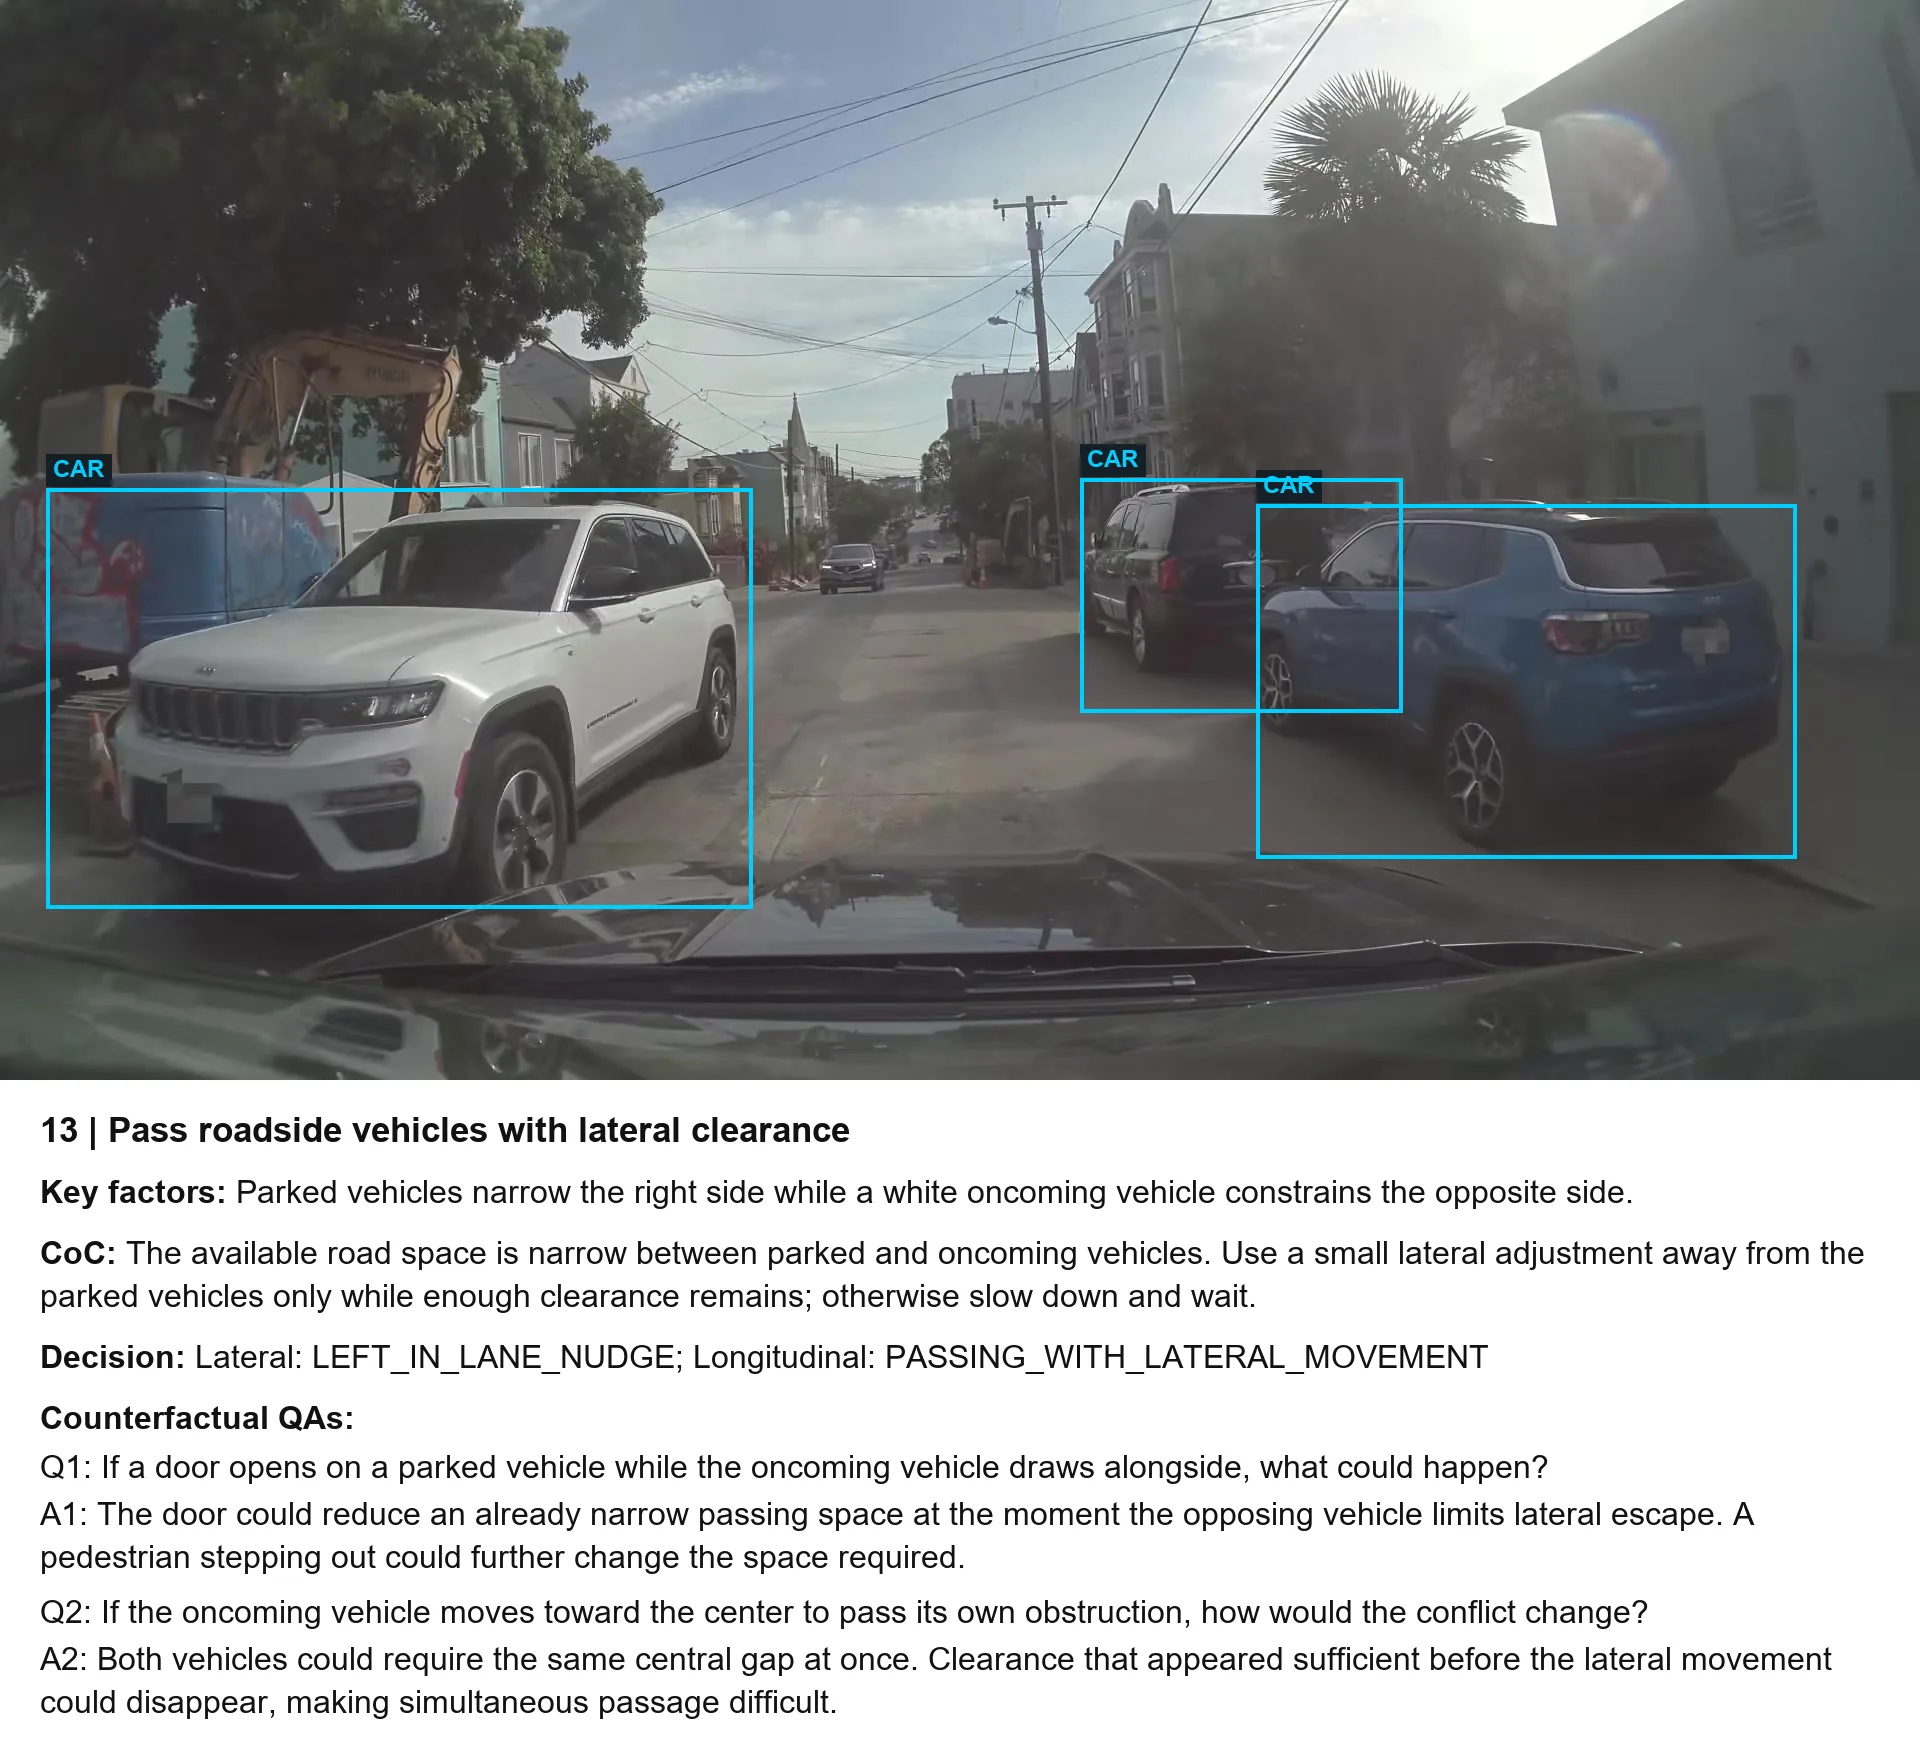 CAR
CAR
CAR
13 | Pass roadside vehicles with lateral clearance
Key factors: Parked vehicles narrow the right side while a white oncoming vehicle constrains the opposite side.
CoC: The available road space is narrow between parked and oncoming vehicles. Use a small lateral adjustment away from the
parked vehicles only while enough clearance remains; otherwise slow down and wait.
Decision: Lateral: LEFT_IN_LANE_NUDGE; Longitudinal: PASSING_WITH_LATERAL_MOVEMENT
Counterfactual QAs:
Q1: If a door opens on a parked vehicle while the oncoming vehicle draws alongside, what could happen?
A1: The door could reduce an already narrow passing space at the moment the opposing vehicle limits lateral escape. A
pedestrian stepping out could further change the space required.
Q2: If the oncoming vehicle moves toward the center to pass its own obstruction, how would the conflict change?
A2: Both vehicles could require the same central gap at once. Clearance that appeared sufficient before the lateral movement
could disappear, making simultaneous passage difficult.